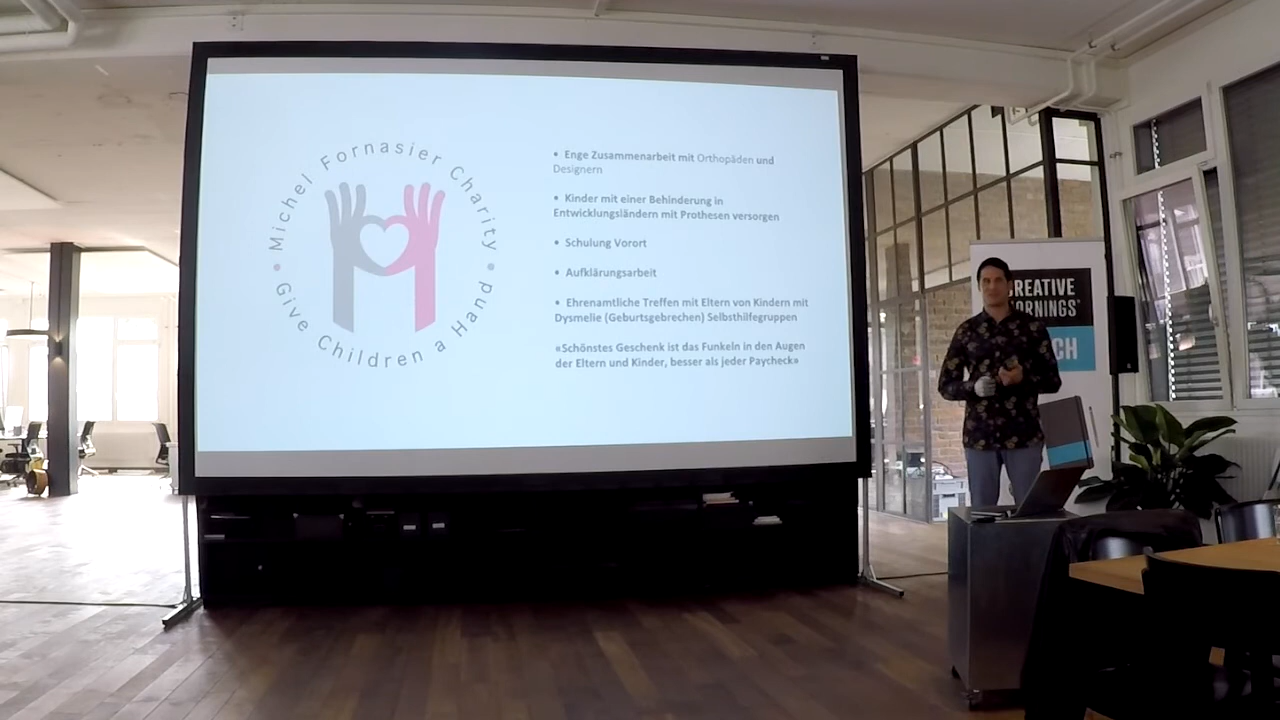 Michel Fornasier Charity
Give Children a Hand
• Enge Zusammenarbeit mit Orthopäden und
Designern
• Kinder mit einer Behinderung in
Entwicklungsländern mit Prothesen versorgen
• Schulung Vorort
• Aufklärungsarbeit
• Ehrenamtliche Treffen mit Eltern von Kindern mit
Dysmelie (Geburtsgebrechen) Selbsthilfegruppen
«Schönstes Geschenk ist das Funkeln in den Augen
der Eltern und Kinder, besser als jeder Paycheck»
CREATIVE
MORNINGS*
CH